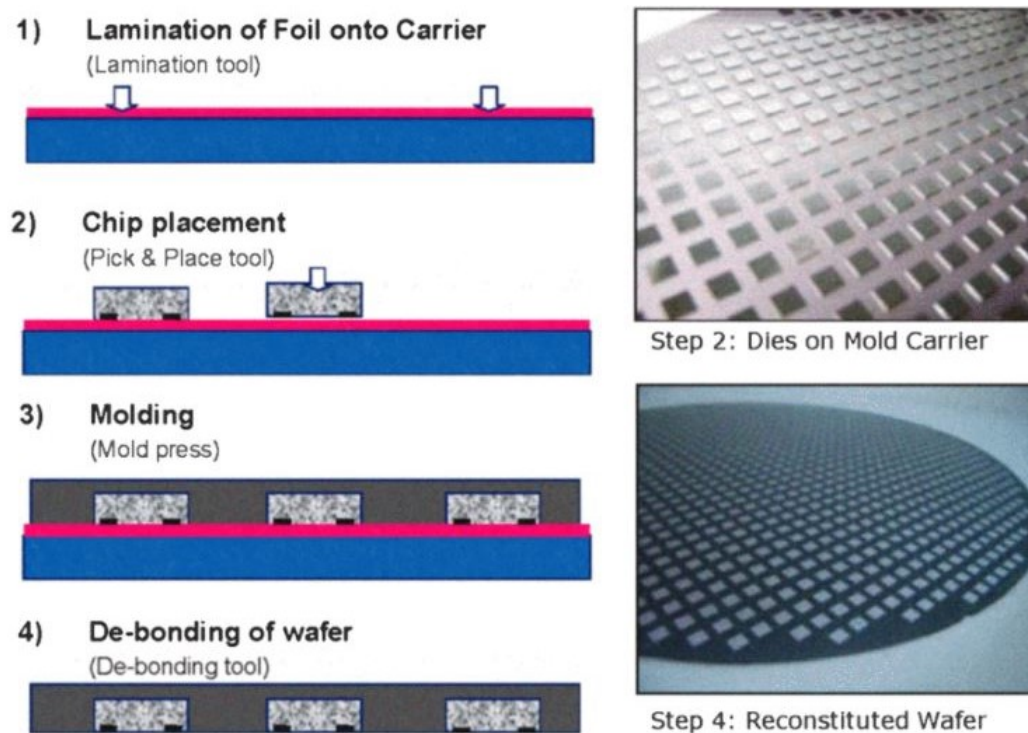 1) Lamination of Foil onto Carrier
(Lamination tool)
2) Chip placement
(Pick & Place tool)
Step 2: Dies on Mold Carrier
3) Molding
(Mold press)
4) De-bonding of wafer
(De-bonding tool)
Step 4: Reconstituted Wafer